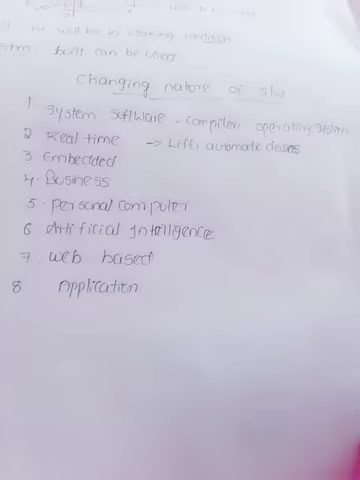 will be in running condition
built can be used
Changing nature of s/w
1 System Software - compiler, operating system
2 Real time -> Lift, automatic doors
3 Embedded
4. Business
5. personal computer
6. Artificial Intelligence
7. web based
8 Application